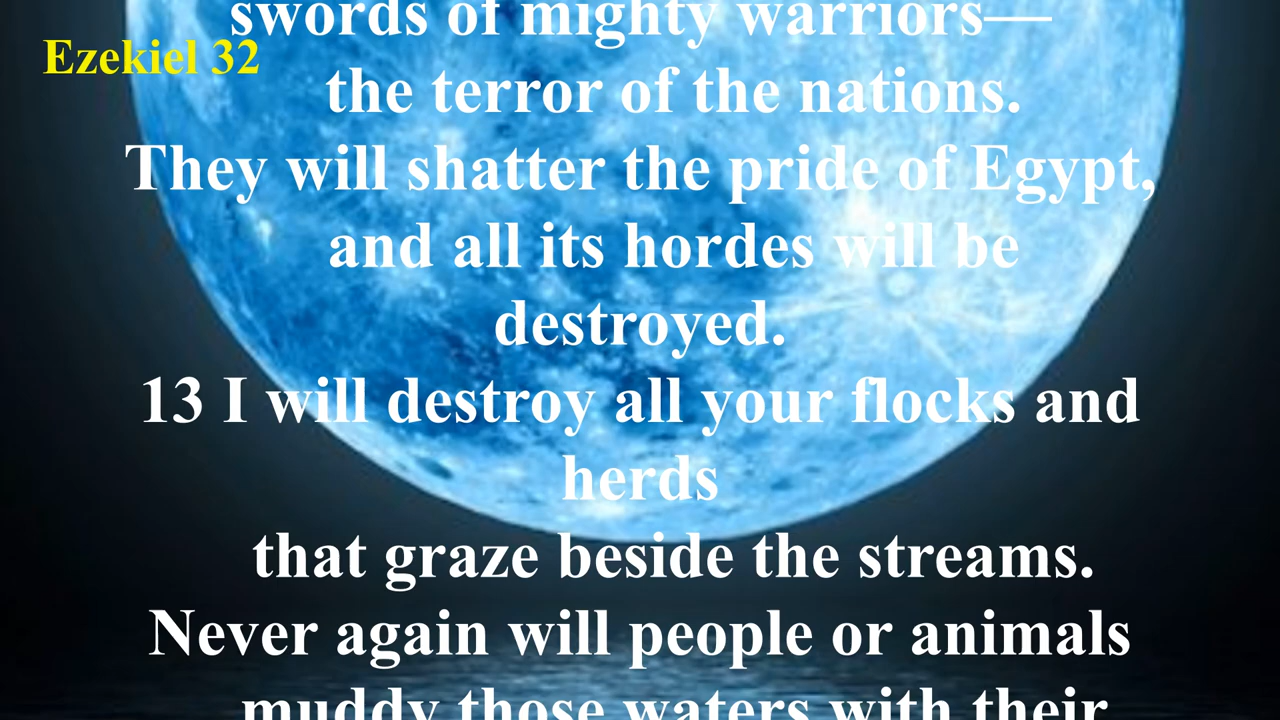 swords of mighty warriors—
Ezekiel 32
the terror of the nations.
They will shatter the pride of Egypt,
and all its hordes will be
destroyed.
13 I will destroy all your flocks and
herds
that graze beside the streams.
Never again will people or animals
muddy those waters with their